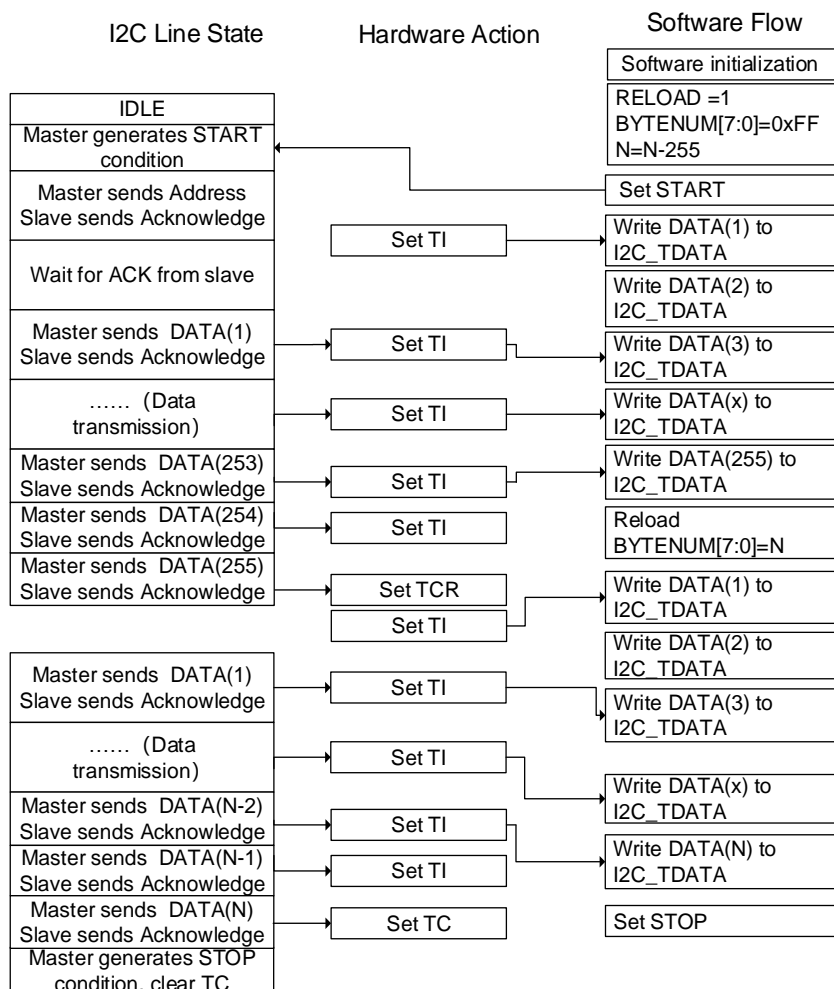 I2C Line State
Hardware Action
Software Flow
Software initialization
IDLE
RELOAD =1
BYTENUM[7:0]=0xFF
N=N-255
Master generates START
condition
Set START
Master sends Address
Slave sends Acknowledge
Set TI
Write DATA(1) to
I2C_TDATA
Wait for ACK from slave
Write DATA(2) to
I2C_TDATA
Master sends DATA(1)
Slave sends Acknowledge
Set TI
Write DATA(3) to
I2C_TDATA
…… (Data
transmission)
Set TI
Write DATA(x) to
I2C_TDATA
Master sends DATA(253)
Slave sends Acknowledge
Set TI
Write DATA(255) to
I2C_TDATA
Master sends DATA(254)
Slave sends Acknowledge
Set TI
Reload
BYTENUM[7:0]=N
Master sends DATA(255)
Slave sends Acknowledge
Set TCR
Set TI
Write DATA(1) to
I2C_TDATA
Write DATA(2) to
I2C_TDATA
Master sends DATA(1)
Slave sends Acknowledge
Set TI
Write DATA(3) to
I2C_TDATA
…… (Data
transmission)
Set TI
Write DATA(x) to
I2C_TDATA
Master sends DATA(N-2)
Slave sends Acknowledge
Set TI
Write DATA(N) to
I2C_TDATA
Master sends DATA(N-1)
Slave sends Acknowledge
Set TI
Master sends DATA(N)
Slave sends Acknowledge
Set TC
Set STOP
Master generates STOP
condition, clear TC